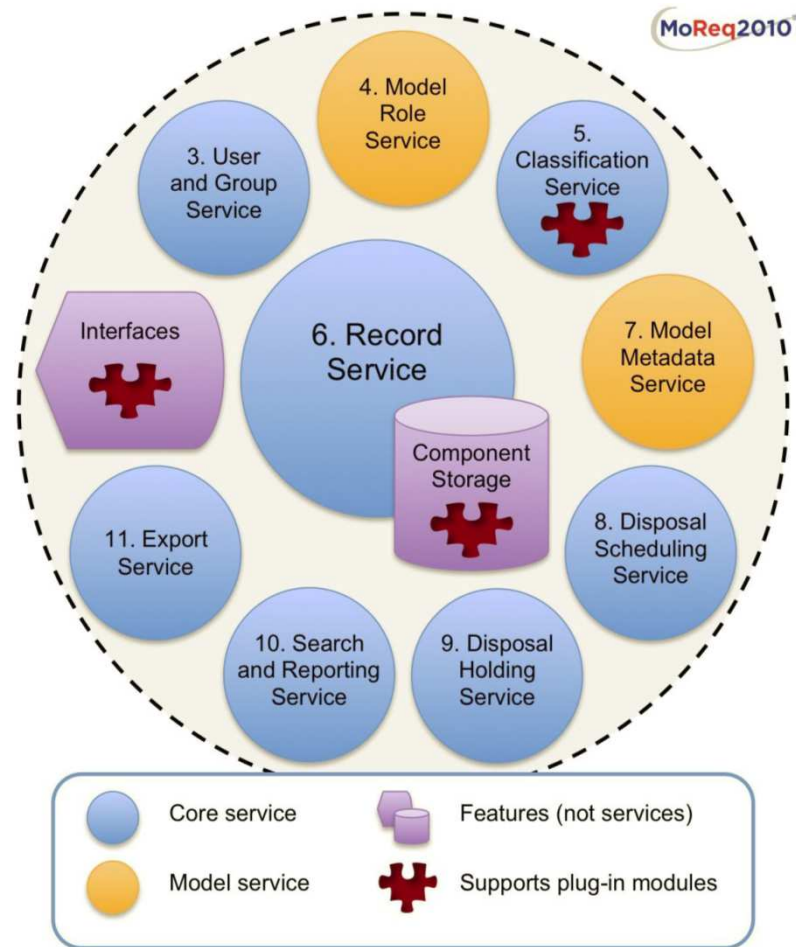 MoReq2010
4. Model
Role
Service
3. User
and Group
Service
5.
Classification
Service
Interfaces
6. Record
Service
7. Model
Metadata
Service
Component
Storage
11. Export
Service
8. Disposal
Scheduling
Service
10. Search
and Reporting
Service
9. Disposal
Holding
Service
Core service
Features (not services)
Model service
Supports plug-in modules